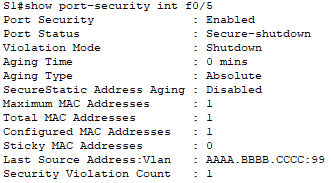 S1#show port-security int f0/5
Port Security : Enabled
Port Status : Secure-shutdown
Violation Mode : Shutdown
Aging Time : 0 mins
Aging Type : Absolute
SecureStatic Address Aging : Disabled
Maximum MAC Addresses : 1
Total MAC Addresses : 1
Configured MAC Addresses : 1
Sticky MAC Addresses : 0
Last Source Address:Vlan : AAAA.BBBB.CCCC:99
Security Violation Count : 1